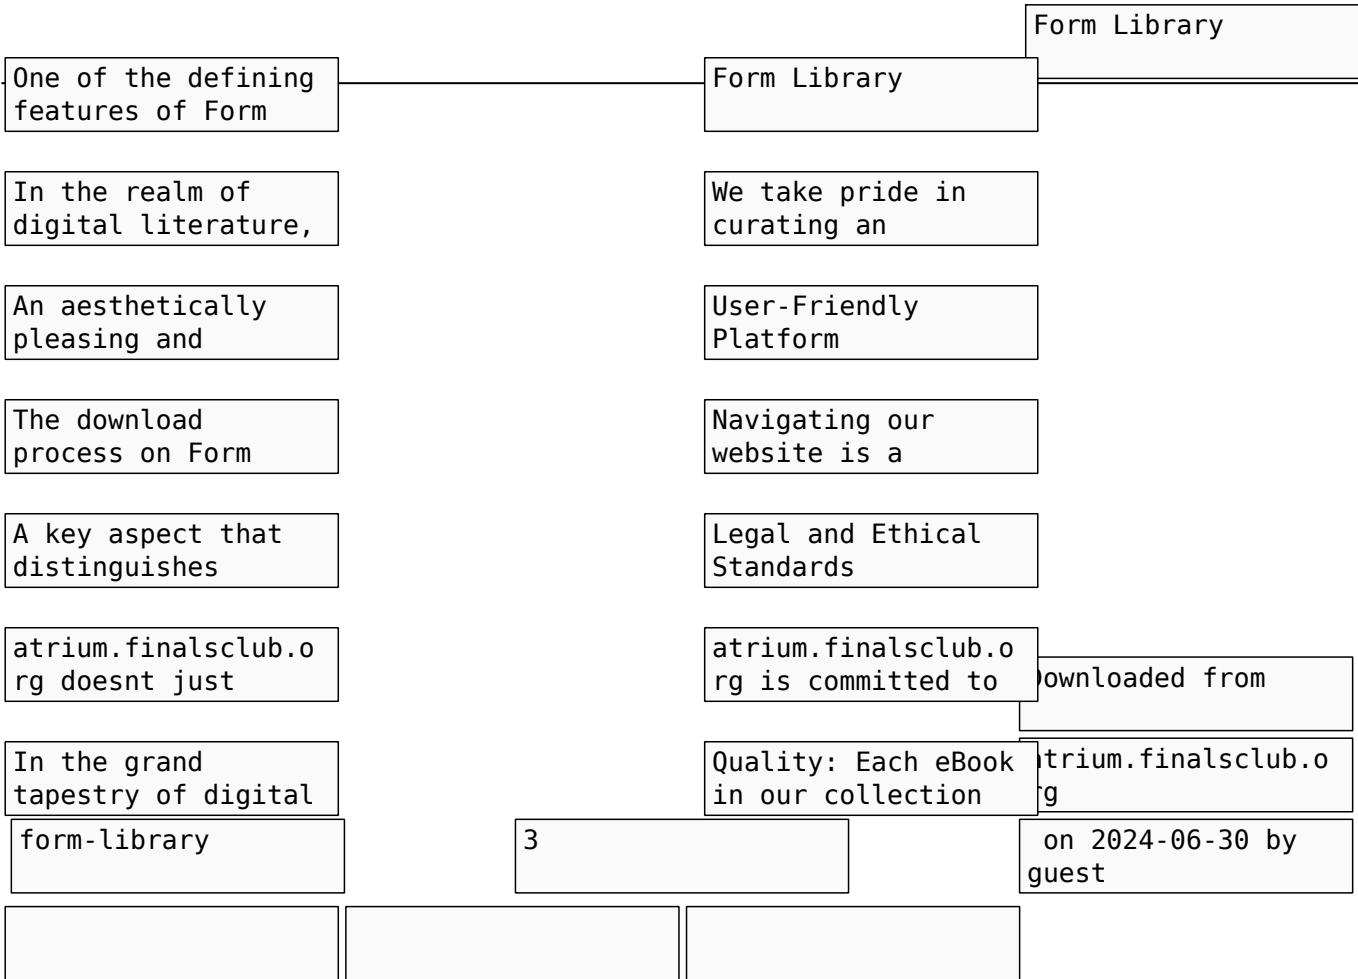 Form Library
One of the defining
features of Form
In the realm of
digital literature,
An aesthetically
pleasing and
The download
process on Form
A key aspect that
distinguishes
atrium.finalsclub.o
rg doesnt just
In the grand
tapestry of digital
Form Library
We take pride in
curating an
User-Friendly
Platform
Navigating our
website is a
Legal and Ethical
Standards
atrium.finalsclub.o
rg is committed to
Quality: Each eBook
in our collection
form-library
3
Downloaded from
atrium.finalsclub.o
rg
on 2024-06-30 by
guest